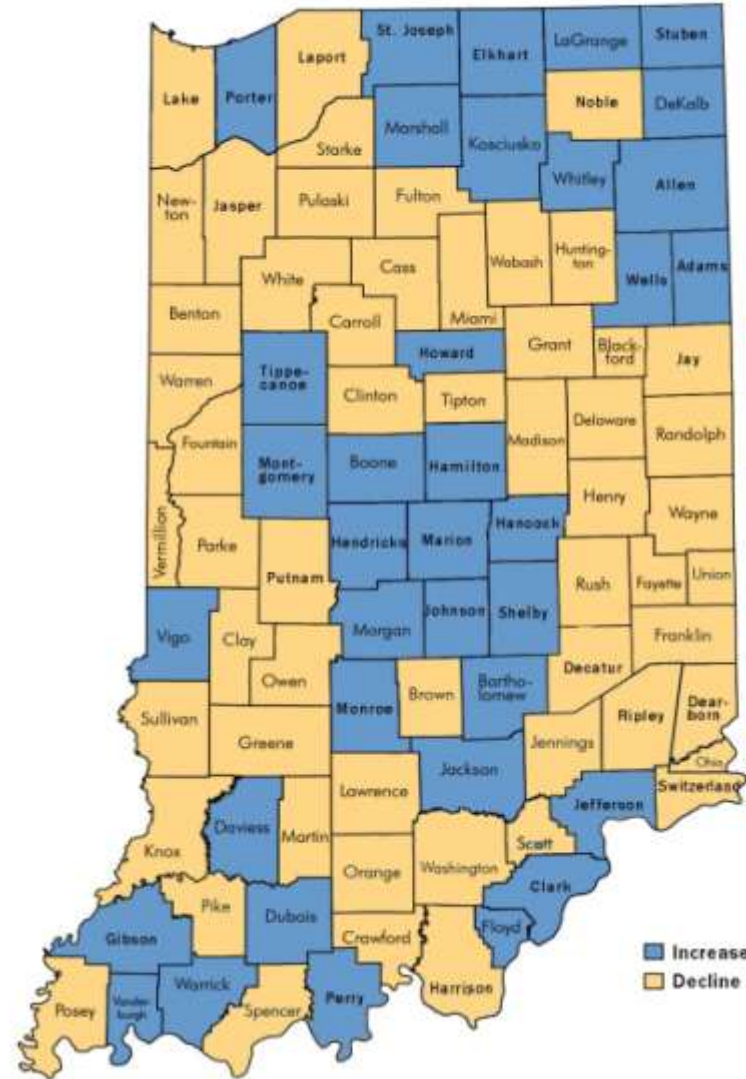 St. Joseph
Elkhart
LaGrange
Stuben
Lake
Porter
Laport
Noble
DeKalb
Marshall
Kosciusko
Starke
Whitley
Allen
New-
ton
Jasper
Pulaski
Fulton
Wabash
Hunting-
ton
Wells
Adams
White
Cass
Miami
Benton
Carroll
Howard
Grant
Black-
ford
Jay
Tippe-
canoe
Warren
Clinton
Tipton
Madison
Delaware
Randolph
Fountain
Mont-
gomery
Boone
Hamilton
Henry
Wayne
Vermillion
Parke
Putnam
Hendricks
Marion
Hancock
Rush
Fayette
Union
Vigo
Clay
Morgan
Johnson
Shelby
Franklin
Owen
Decatur
Sullivan
Monroe
Brown
Bartho-
lomew
Ripley
Dear-
born
Greene
Jennings
Ohio
Jackson
Switzerland
Lawrence
Jefferson
Knox
Daviess
Martin
Scott
Orange
Washington
Clark
Pike
Dubois
Floyd
Gibson
Crawford
Harrison
Posey
Vander-
burgh
Warrick
Spencer
Perry
Increase
Decline